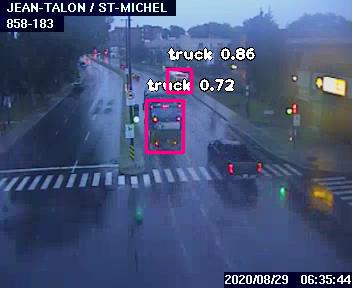 JEAN-TALON / ST-MICHEL
858-183
truck 0.86
truck 0.72
2020/08/29 06:35:44